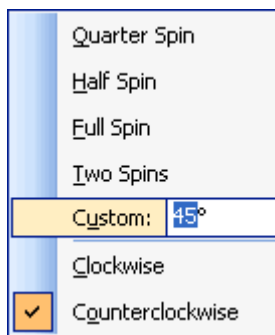 Quarter Spin
Half Spin
Full Spin
Two Spins
Custom: 45°
Clockwise
Counterclockwise